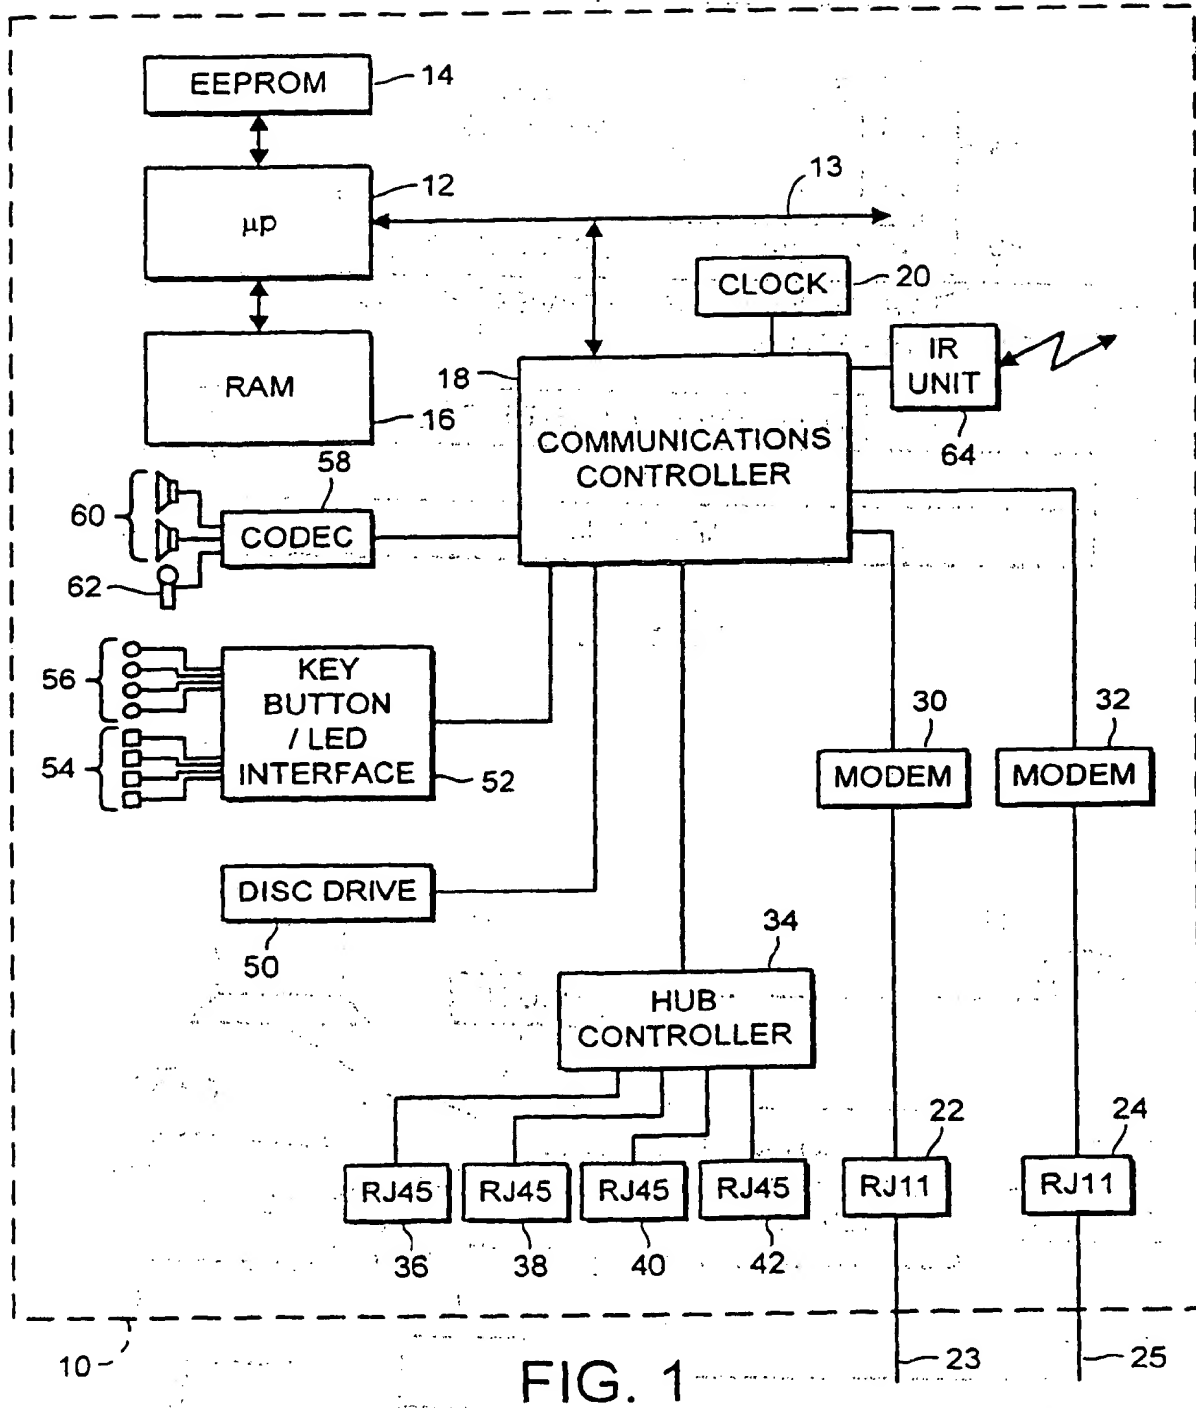 EEPROM
14
12
μp
13
CLOCK
20
IR
UNIT
64
RAM
16
18
COMMUNICATIONS
CONTROLLER
58
60
CODEC
62
56
KEY
BUTTON
/ LED
INTERFACE
54
52
30
32
MODEM
MODEM
DISC DRIVE
50
34
HUB
CONTROLLER
22
24
RJ45
RJ45
RJ45
RJ45
RJ11
RJ11
36
38
40
42
10
23
25
FIG. 1